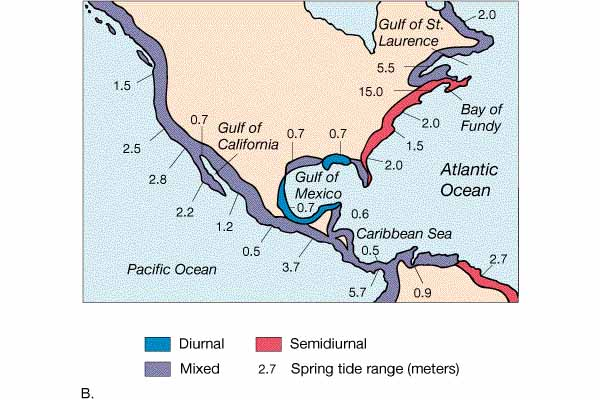 2.0
Gulf of St.
Laurence
5.5
1.5
15.0
Bay of
Fundy
0.7
Gulf of
California
0.7
0.7
2.0
1.5
2.5
2.0
Atlantic
Ocean
2.8
Gulf of
Mexico
2.2
0.7
0.6
1.2
Caribbean Sea
0.5
0.5
2.7
Pacific Ocean
3.7
5.7
0.9
Diurnal
Semidiurnal
Mixed
2.7 Spring tide range (meters)
B.